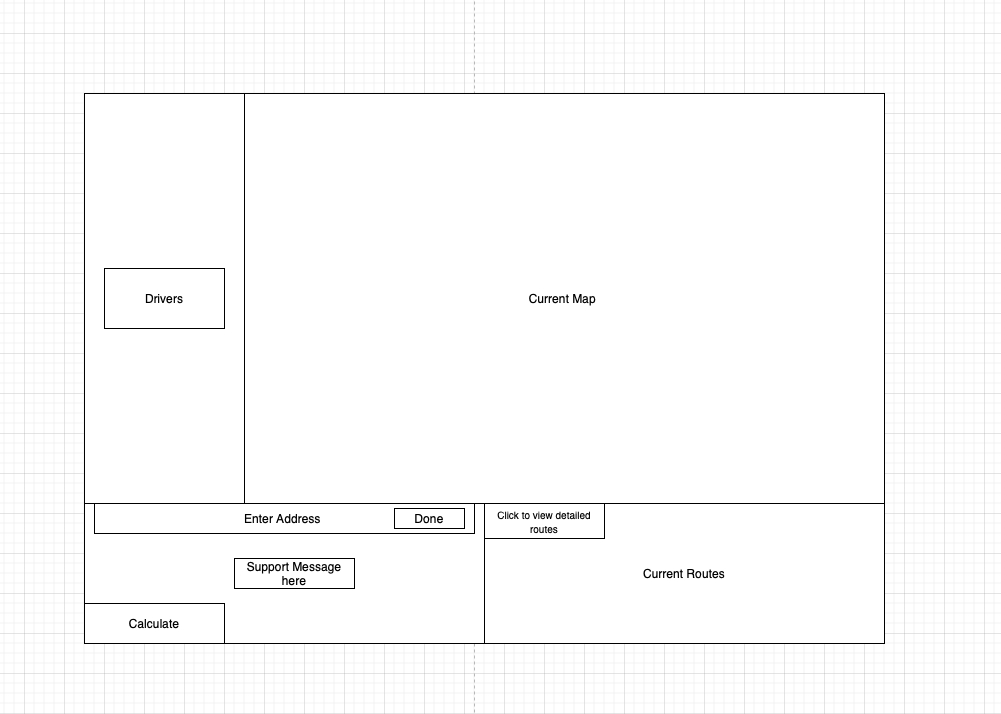 Drivers
Current Map
Enter Address
Done
Click to view detailed
routes
Support Message
here
Current Routes
Calculate